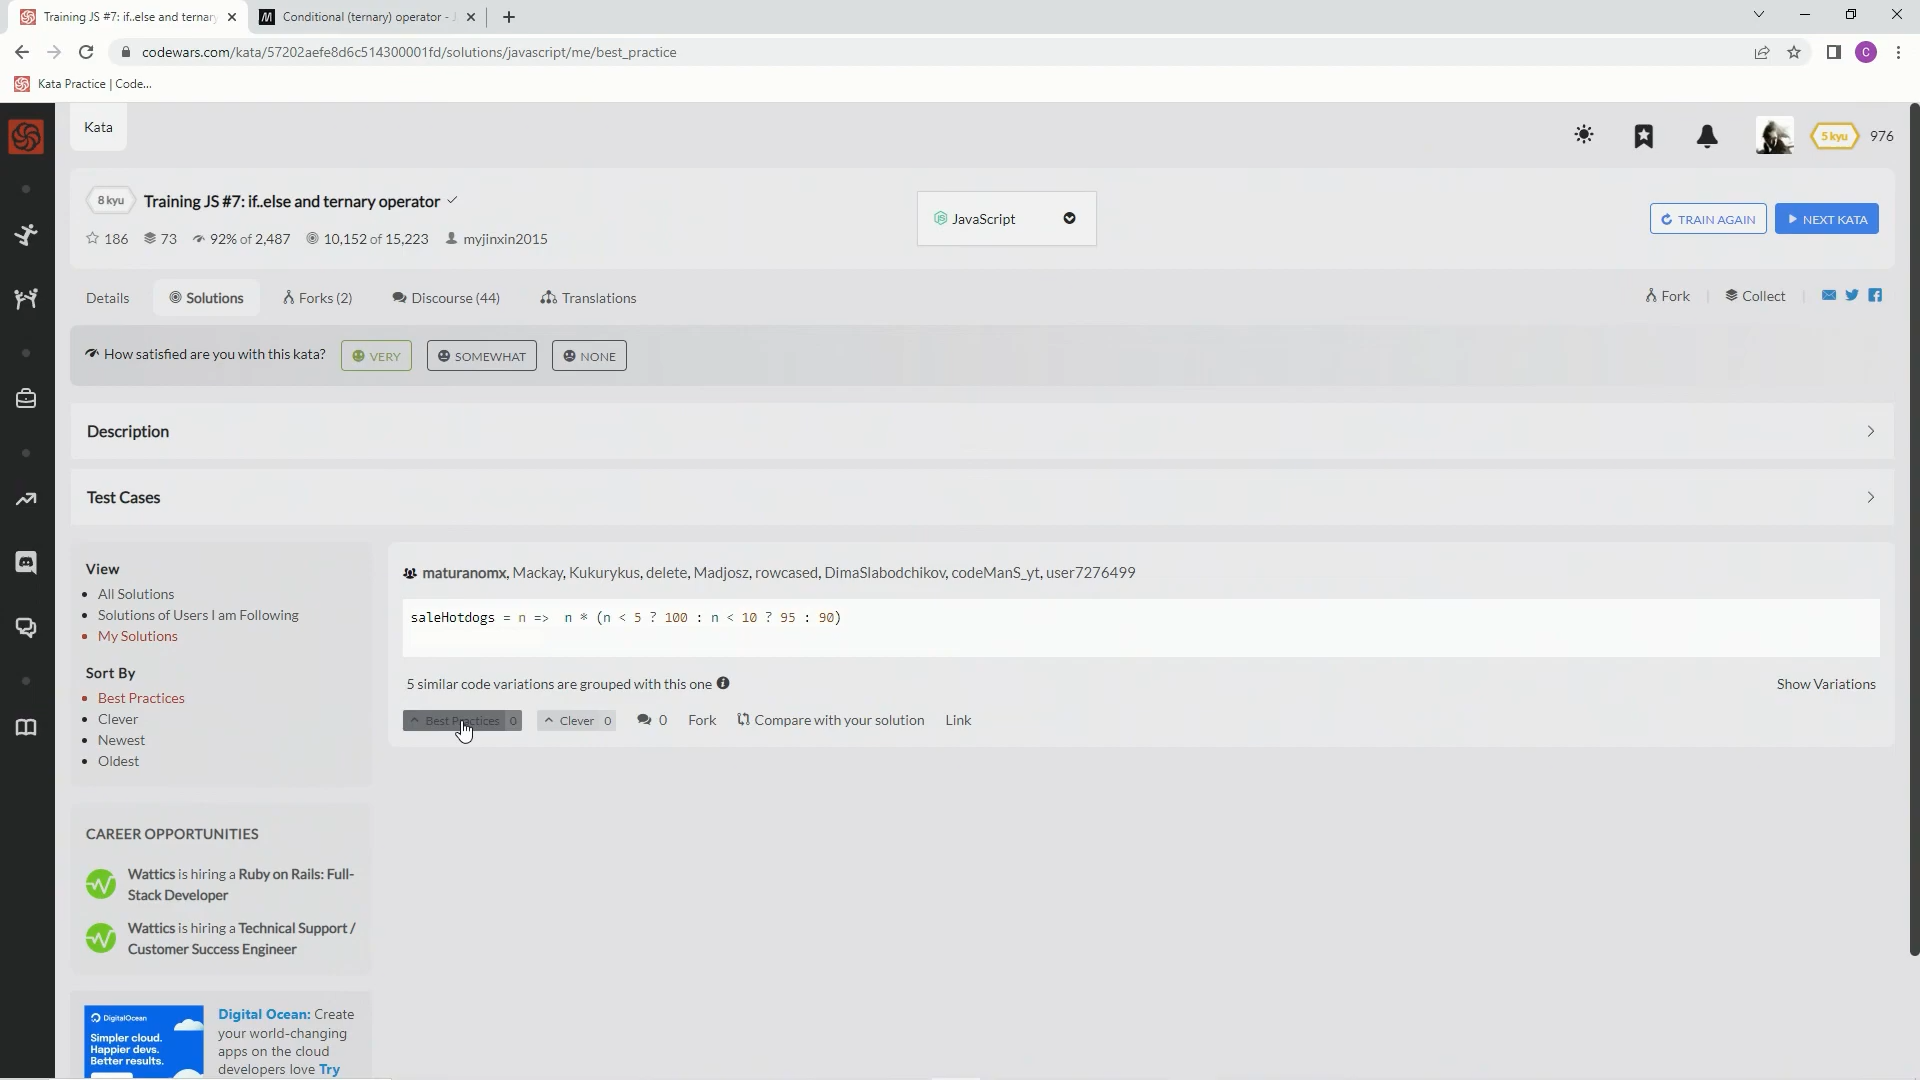 Training JS #7: if..else and ternary
Conditional (ternary) operator - J
codewars.com/kata/57202aefe8d6c514300001fd/solutions/javascript/me/best_practice
C
Kata Practice | Code...
Kata
5 kyu 976
8 kyu Training JS #7: if..else and ternary operator
JavaScript
TRAIN AGAIN
NEXT KATA
186 73 92% of 2,487 10,152 of 15,223 myjinxin2015
Details Solutions Forks (2) Discourse (44) Translations
Fork Collect
How satisfied are you with this kata? VERY SOMEWHAT NONE
Description
Test Cases
View
All Solutions
Solutions of Users I am Following
My Solutions
Sort By
Best Practices
Clever
Newest
Oldest
maturanomx, Mackay, Kukurykus, delete, Madjosz, rowcased, DimaSlabodchikov, codeManS_yt, user7276499
saleHotdogs = n => n * (n < 5 ? 100 : n < 10 ? 95 : 90)
5 similar code variations are grouped with this one
Show Variations
Best Practices 0 Clever 0 0 Fork Compare with your solution Link
CAREER OPPORTUNITIES
Wattics is hiring a Ruby on Rails: Full-
Stack Developer
Wattics is hiring a Technical Support /
Customer Success Engineer
DigitalOcean
Simpler cloud.
Happier devs.
Better results.
Digital Ocean: Create
your world-changing
apps on the cloud
developers love Try